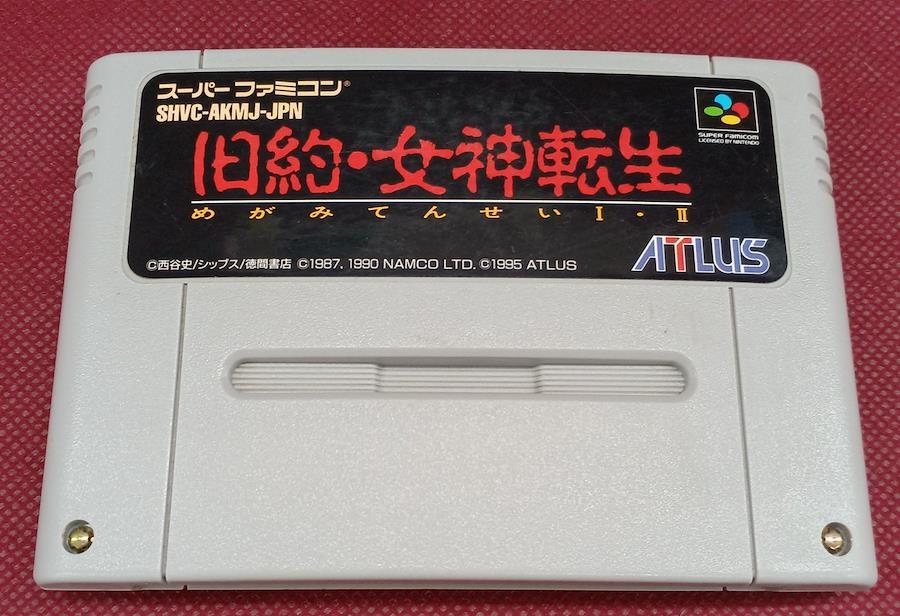 スーパーファミコン®
SHVC-AKMJ-JPN
旧約・女神転生
めがみてんせいⅠ・Ⅱ
SUPER FAMICOM
LICENSED BY NINTENDO
ATLUS
©西谷史/シップス/徳間書店 ©1987, 1990 NAMCO LTD. ©1995 ATLUS